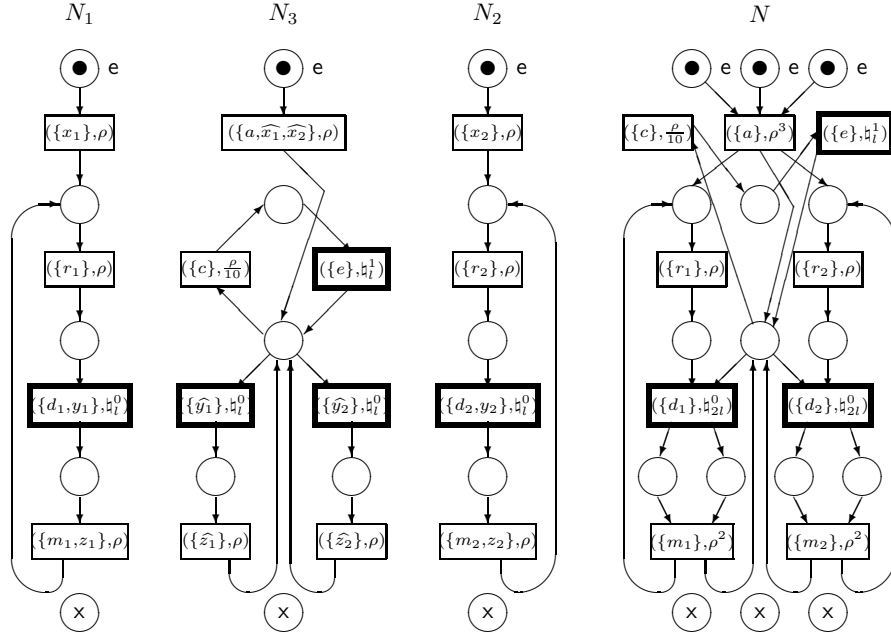 N₁ N₃ N₂ N
e e e e e e
({x₁},ρ) ({a,x̂₁,x̂₂},ρ) ({x₂},ρ) ({c},ρ/10) ({a},ρ³) ({e},♮ₗ¹)
({r₁},ρ) ({c},ρ/10) ({e},♮ₗ¹) ({r₂},ρ) ({r₁},ρ) ({r₂},ρ)
({d₁,y₁},♮ₗ⁰) ({ŷ₁},♮ₗ⁰) ({ŷ₂},♮ₗ⁰) ({d₂,y₂},♮ₗ⁰) ({d₁},♮₂ₗ⁰) ({d₂},♮₂ₗ⁰)
({m₁,z₁},ρ) ({ẑ₁},ρ) ({ẑ₂},ρ) ({m₂,z₂},ρ) ({m₁},ρ²) ({m₂},ρ²)
x x x x x x